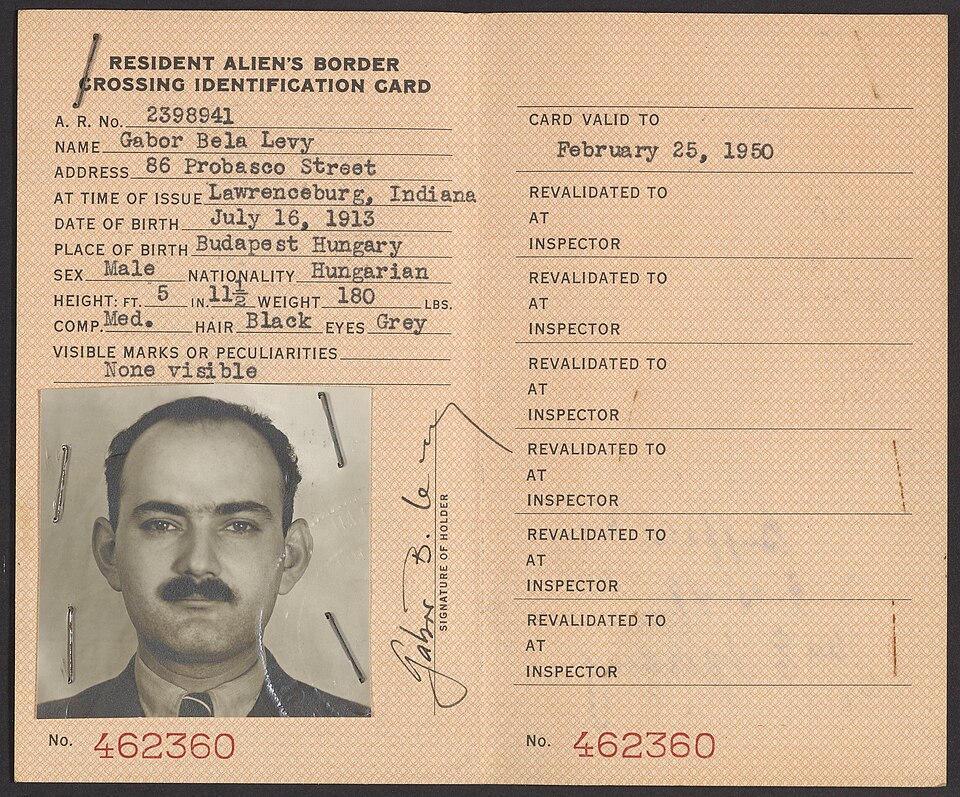 RESIDENT ALIEN'S BORDER
CROSSING IDENTIFICATION CARD
A. R. No. 2398941
NAME Gabor Bela Levy
ADDRESS 86 Probasco Street
AT TIME OF ISSUE Lawrenceburg, Indiana
DATE OF BIRTH July 16, 1913
PLACE OF BIRTH Budapest Hungary
SEX Male NATIONALITY Hungarian
HEIGHT: FT. 5 IN. 11½ WEIGHT 180 LBS.
COMP. Med. HAIR Black EYES Grey
VISIBLE MARKS OR PECULIARITIES
None visible
Gabor B. Levy
SIGNATURE OF HOLDER
No. 462360
CARD VALID TO
February 25, 1950
REVALIDATED TO
AT
INSPECTOR
REVALIDATED TO
AT
INSPECTOR
REVALIDATED TO
AT
INSPECTOR
REVALIDATED TO
AT
INSPECTOR
REVALIDATED TO
AT
INSPECTOR
REVALIDATED TO
AT
INSPECTOR
No. 462360